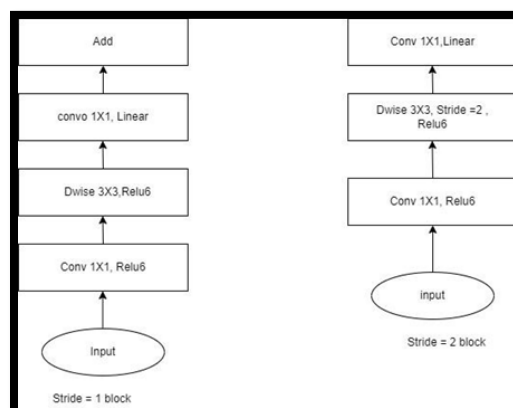 Add
convo 1X1, Linear
Dwise 3X3,Relu6
Conv 1X1, Relu6
Input
Stride = 1 block
Conv 1X1,Linear
Dwise 3X3, Stride =2 ,
Relu6
Conv 1X1, Relu6
input
Stride = 2 block